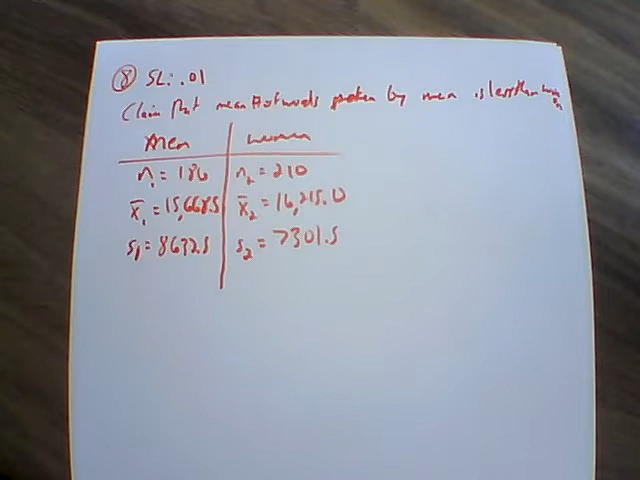 ⑧ SL: .01
Claim that mean # of words spoken by men is less than
men women
n₁ = 186 n₂ = 210
x̄₁ = 15,668.5 x̄₂ = 16,215.0
s₁ = 8632.5 s₂ = 7301.5